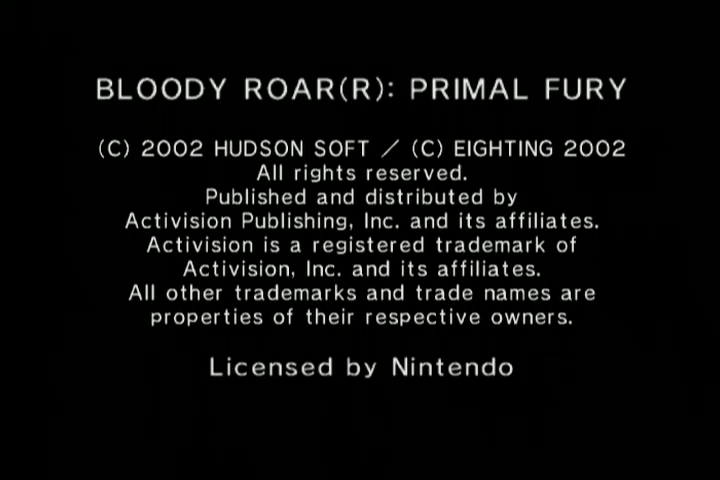 BLOODY ROAR(R): PRIMAL FURY
(C) 2002 HUDSON SOFT / (C) EIGHTING 2002
All rights reserved.
Published and distributed by
Activision Publishing, Inc. and its affiliates.
Activision is a registered trademark of
Activision, Inc. and its affiliates.
All other trademarks and trade names are
properties of their respective owners.
Licensed by Nintendo